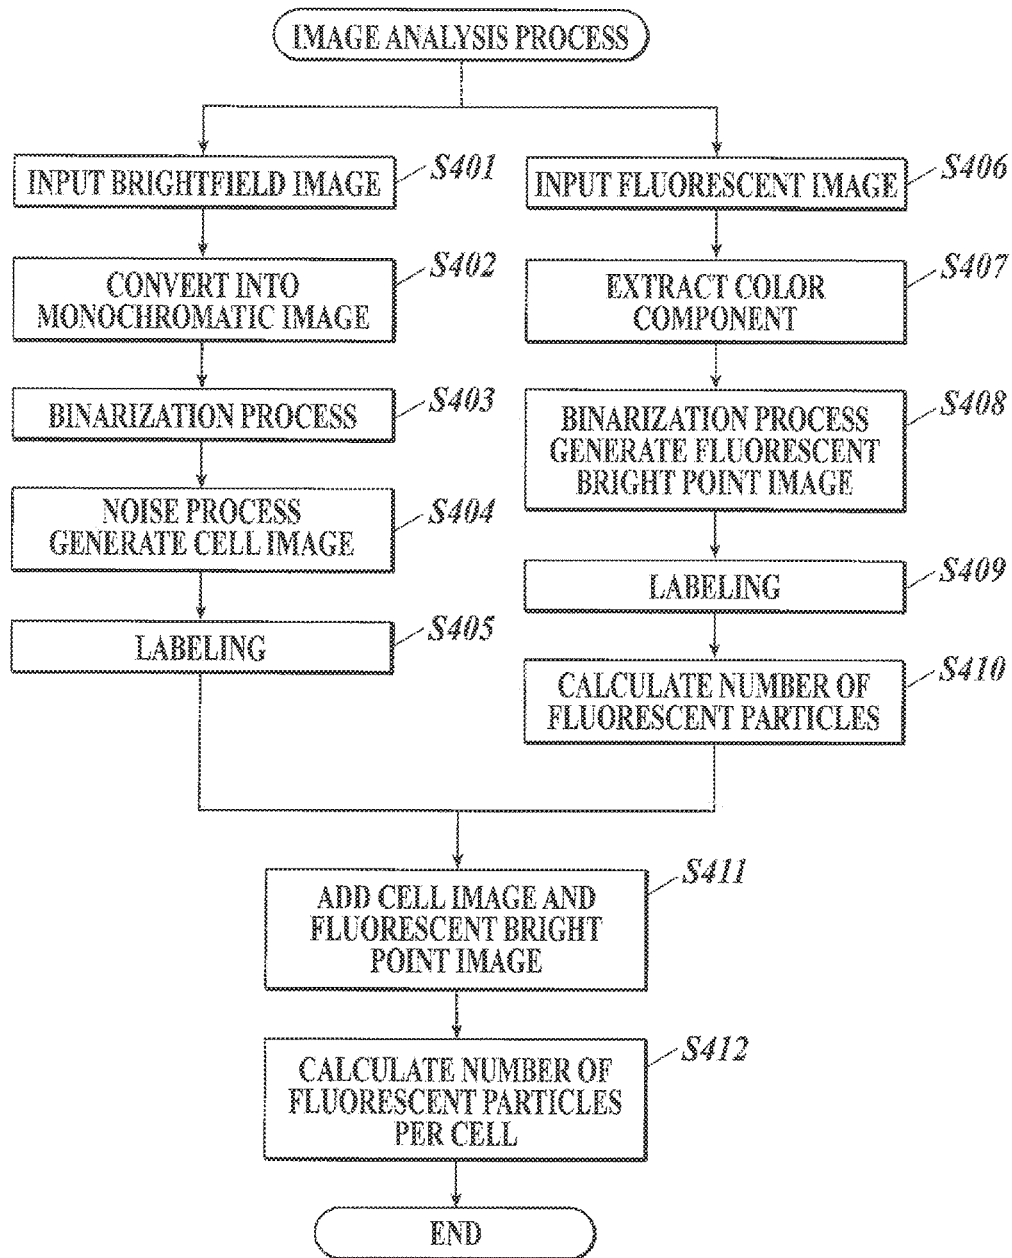 IMAGE ANALYSIS PROCESS
INPUT BRIGHTFIELD IMAGE
S401
CONVERT INTO
MONOCHROMATIC IMAGE
S402
BINARIZATION PROCESS
S403
NOISE PROCESS
GENERATE CELL IMAGE
S404
LABELING
S405
INPUT FLUORESCENT IMAGE
S406
EXTRACT COLOR
COMPONENT
S407
BINARIZATION PROCESS
GENERATE FLUORESCENT
BRIGHT POINT IMAGE
S408
LABELING
S409
CALCULATE NUMBER OF
FLUORESCENT PARTICLES
S410
ADD CELL IMAGE AND
FLUORESCENT BRIGHT
POINT IMAGE
S411
CALCULATE NUMBER OF
FLUORESCENT PARTICLES
PER CELL
S412
END